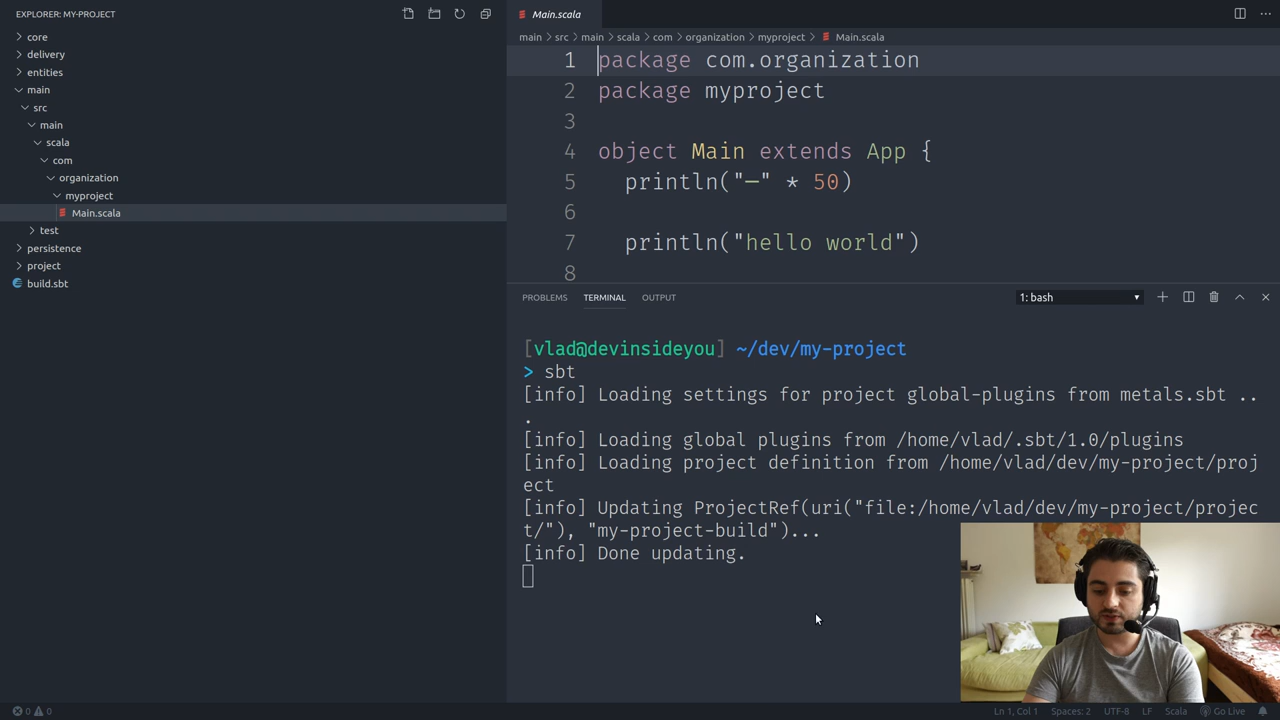 EXPLORER: MY-PROJECT
core
delivery
entities
main
src
main
scala
com
organization
myproject
Main.scala
test
persistence
project
build.sbt
Main.scala
main > src > main > scala > com > organization > myproject > Main.scala
1 package com.organization
2 package myproject
3
4 object Main extends App {
5 println("—" * 50)
6
7 println("hello world")
8
PROBLEMS TERMINAL OUTPUT 1: bash
[vlad@devinsideyou] ~/dev/my-project
> sbt
[info] Loading settings for project global-plugins from metals.sbt ..
.
[info] Loading global plugins from /home/vlad/.sbt/1.0/plugins
[info] Loading project definition from /home/vlad/dev/my-project/proj
ect
[info] Updating ProjectRef(uri("file:/home/vlad/dev/my-project/projec
t/"), "my-project-build")...
[info] Done updating.
0 0 Ln 1, Col 1 Spaces: 2 UTF-8 LF Scala Go Live